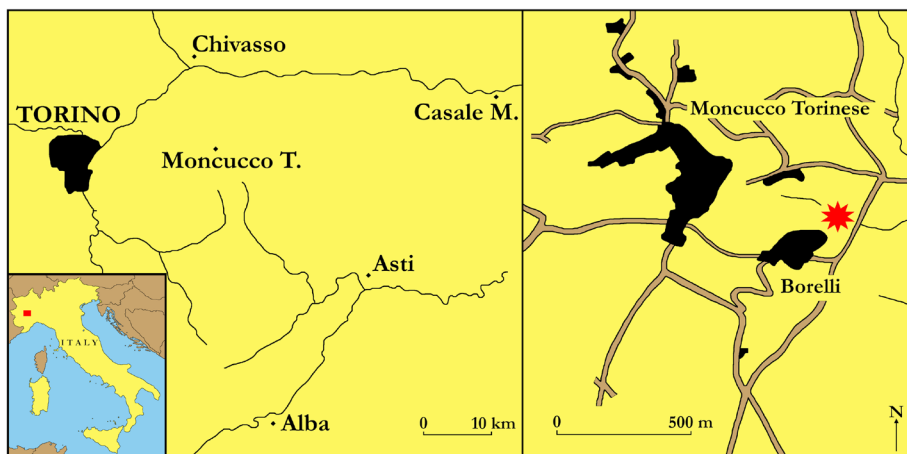 Chivasso
TORINO
Casale M.
Moncucco T.
Asti
ITALY
Alba
0 10 km
Moncucco Torinese
Borelli
0 500 m
N